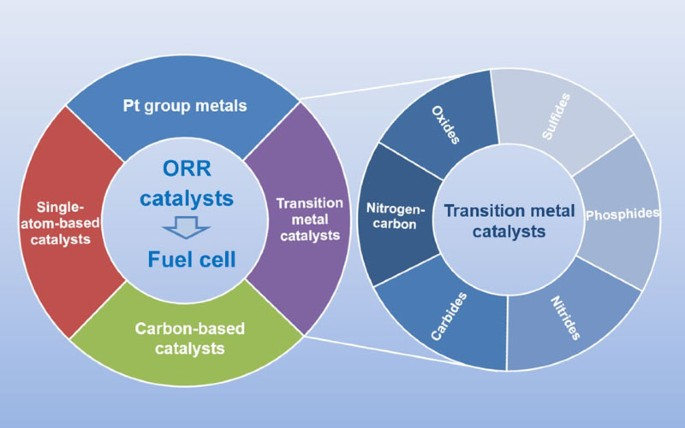 Pt group metals
ORR
catalysts
Fuel cell
Single-
atom-based
catalysts
Transition
metal
catalysts
Carbon-based
catalysts
Oxides
Sulfides
Nitrogen-
carbon
Transition metal
catalysts
Phosphides
Carbides
Nitrides